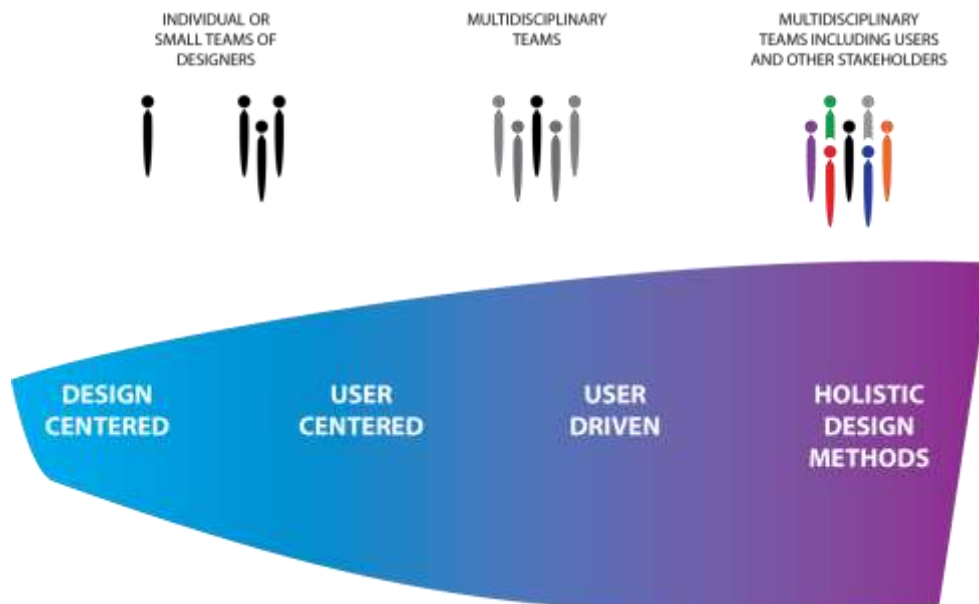 INDIVIDUAL OR
SMALL TEAMS OF
DESIGNERS
MULTIDISCIPLINARY
TEAMS
MULTIDISCIPLINARY
TEAMS INCLUDING USERS
AND OTHER STAKEHOLDERS
DESIGN
CENTERED
USER
CENTERED
USER
DRIVEN
HOLISTIC
DESIGN
METHODS